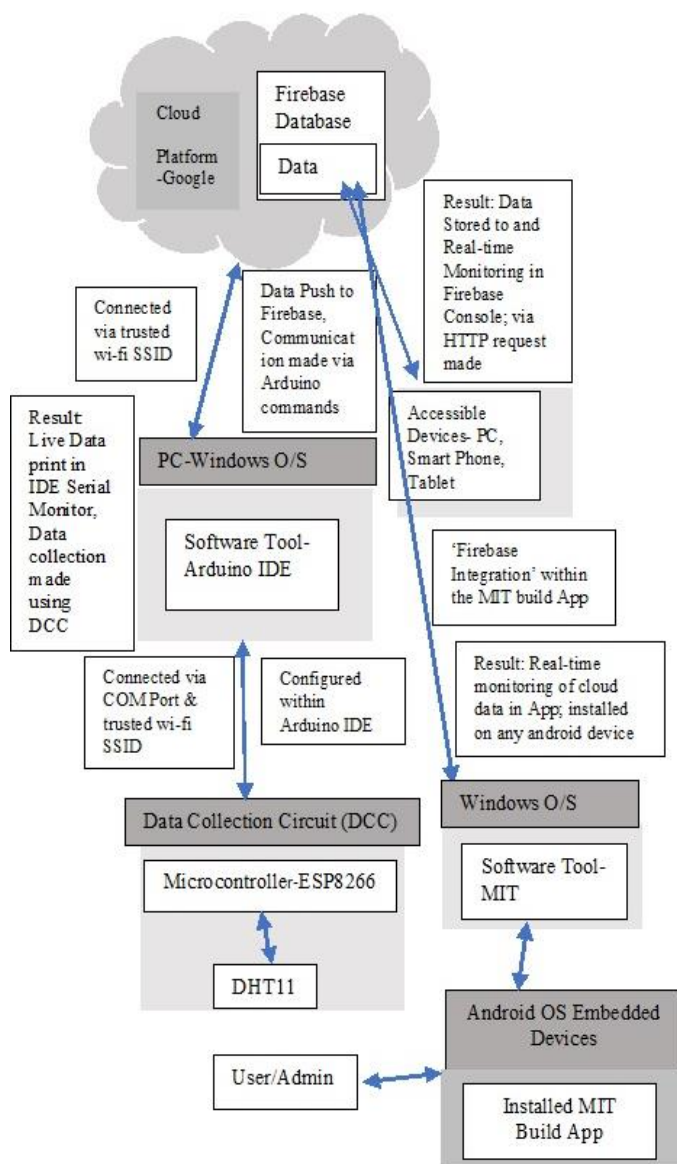 Cloud
Platform
-Google
Firebase
Database
Data
Result: Data
Stored to and
Real-time
Monitoring in
Firebase
Console; via
HTTP request
made
Connected
via trusted
wi-fi SSID
Data Push to
Firebase,
Communicat
ion made via
Arduino
commands
Result:
Live Data
print in
IDE Serial
Monitor,
Data
collection
made
using
DCC
Accessible
Devices- PC,
Smart Phone,
Tablet
PC-Windows O/S
Software Tool-
Arduino IDE
‘Firebase
Integration’ within
the MIT build App
Connected via
COM Port &
trusted wi-fi
SSID
Configured
within
Arduino IDE
Result: Real-time
monitoring of cloud
data in App; installed
on any android device
Data Collection Circuit (DCC)
Microcontroller-ESP8266
DHT11
Windows O/S
Software Tool-
MIT
Android OS Embedded
Devices
User/Admin
Installed MIT
Build App